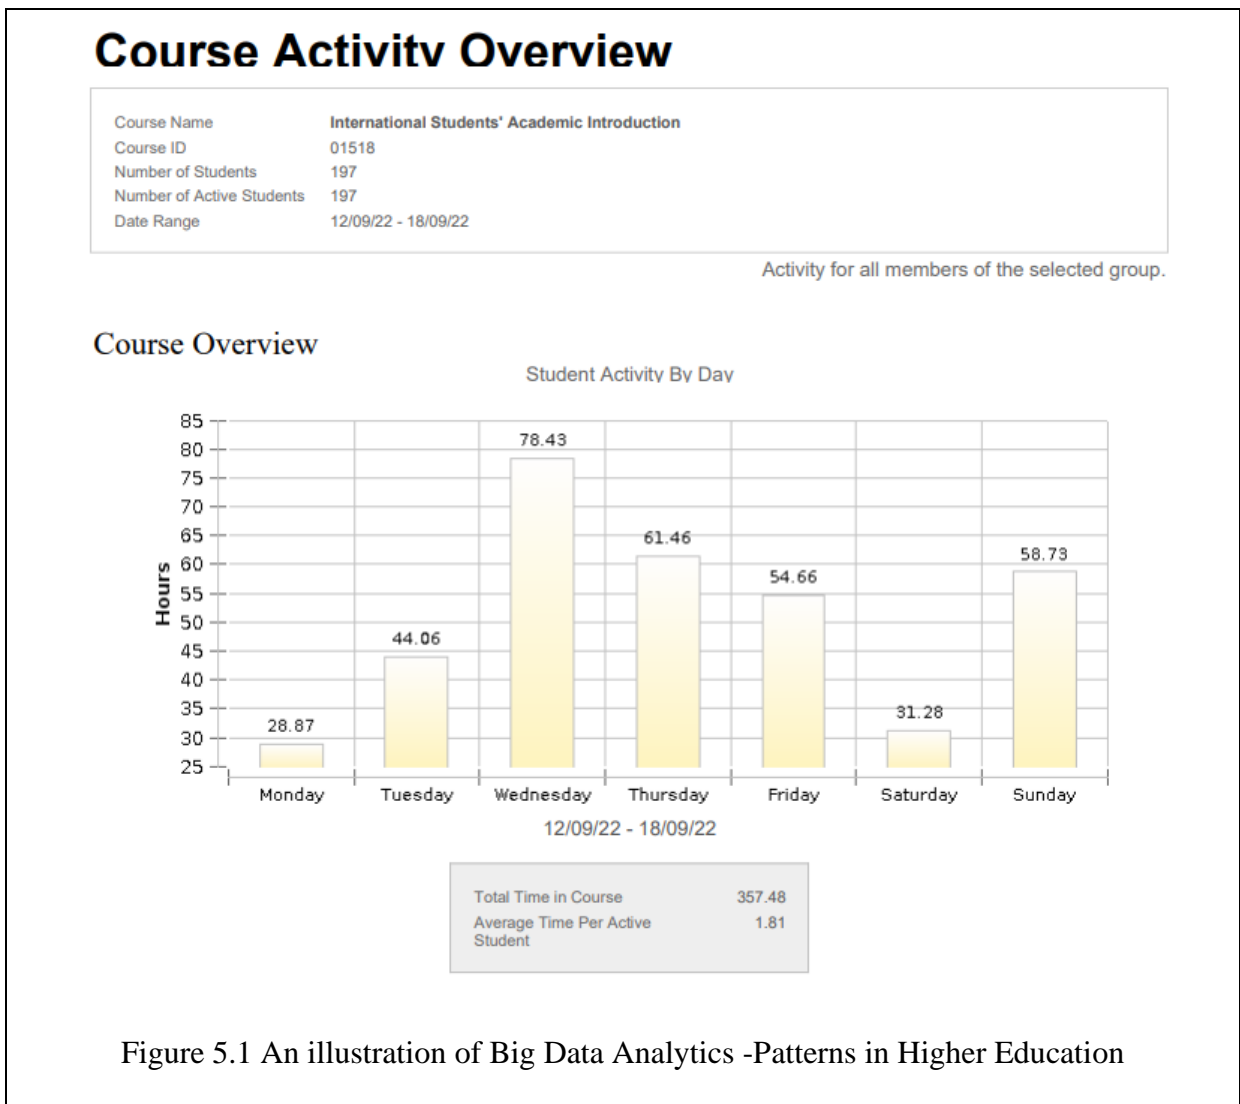 Course Activity Overview
Course Name International Students' Academic Introduction
Course ID 01518
Number of Students 197
Number of Active Students 197
Date Range 12/09/22 - 18/09/22
Activity for all members of the selected group.
Course Overview
Student Activity By Day
85
80
75
70
65
60
55
50
45
40
35
30
25
Hours
28.87
44.06
78.43
61.46
54.66
31.28
58.73
Monday Tuesday Wednesday Thursday Friday Saturday Sunday
12/09/22 - 18/09/22
Total Time in Course 357.48
Average Time Per Active 1.81
Student
Figure 5.1 An illustration of Big Data Analytics -Patterns in Higher Education